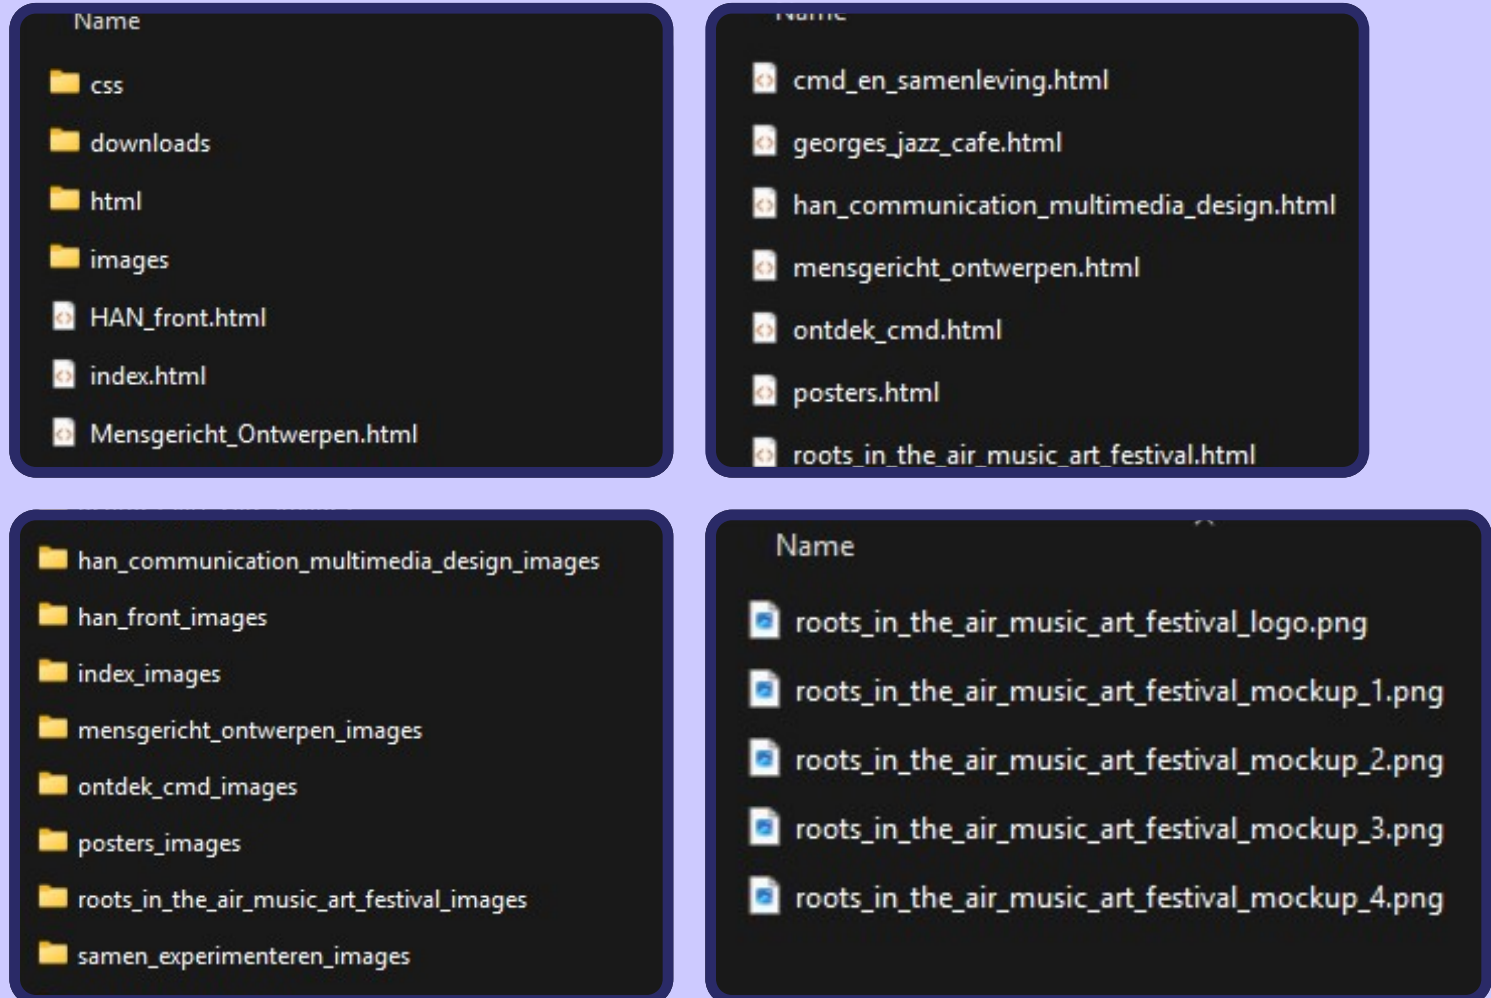 Name
css
downloads
html
images
HAN_front.html
index.html
Mensgericht_Ontwerpen.html
Name
cmd_en_samenleving.html
georges_jazz_cafe.html
han_communication_multimedia_design.html
mensgericht_ontwerpen.html
ontdek_cmd.html
posters.html
roots_in_the_air_music_art_festival.html
han_communication_multimedia_design_images
han_front_images
index_images
mensgericht_ontwerpen_images
ontdek_cmd_images
posters_images
roots_in_the_air_music_art_festival_images
samen_experimenteren_images
Name
roots_in_the_air_music_art_festival_logo.png
roots_in_the_air_music_art_festival_mockup_1.png
roots_in_the_air_music_art_festival_mockup_2.png
roots_in_the_air_music_art_festival_mockup_3.png
roots_in_the_air_music_art_festival_mockup_4.png